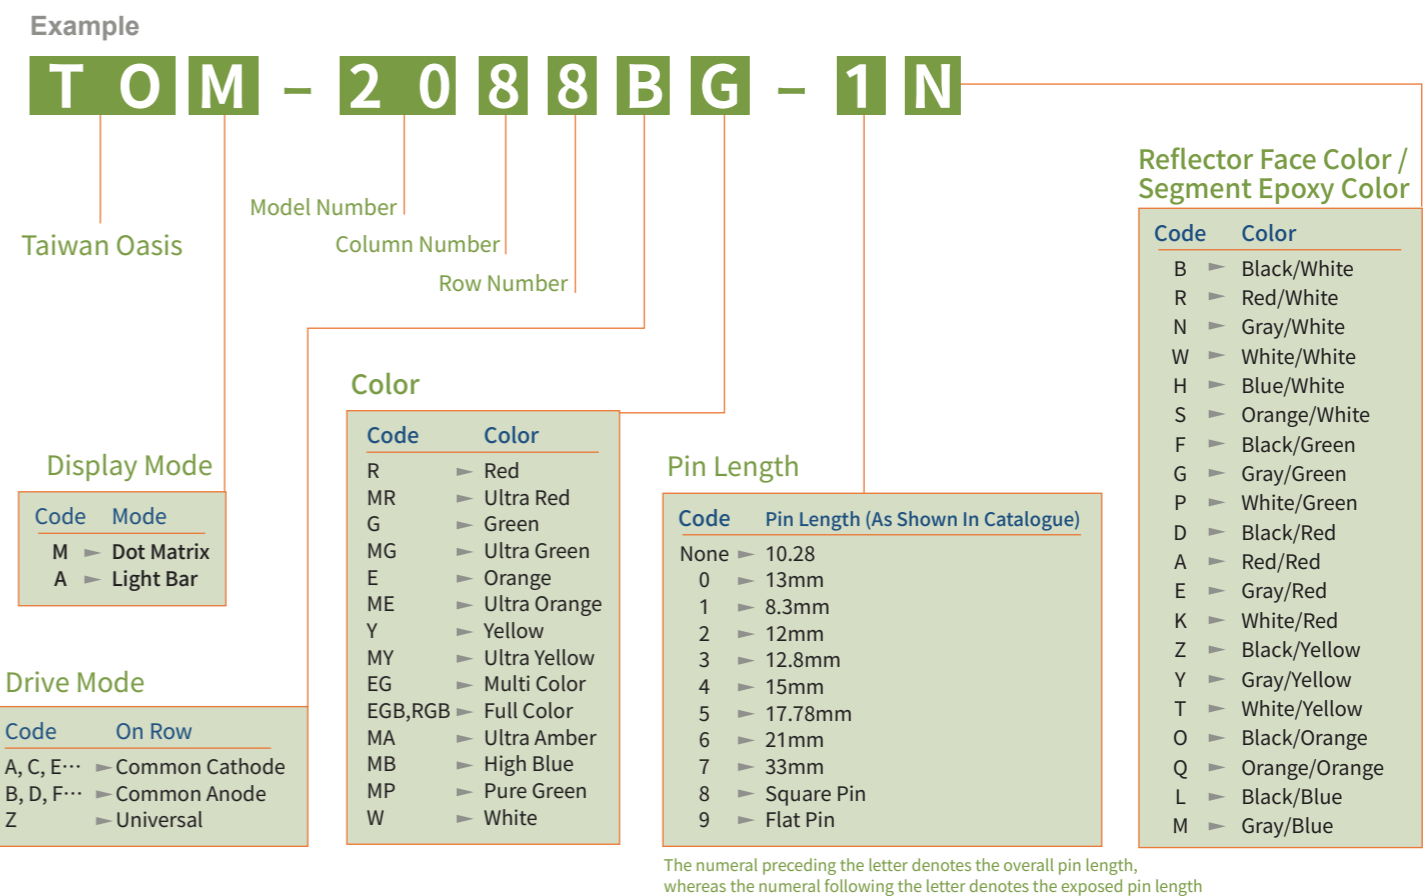 Example
T O M – 2 0 8 8 B G – 1 N
Taiwan Oasis
Model Number
Column Number
Row Number
Display Mode
Code Mode
M ► Dot Matrix
A ► Light Bar
Drive Mode
Code On Row
A, C, E··· ► Common Cathode
B, D, F··· ► Common Anode
Z ► Universal
Color
Code Color
R ► Red
MR ► Ultra Red
G ► Green
MG ► Ultra Green
E ► Orange
ME ► Ultra Orange
Y ► Yellow
MY ► Ultra Yellow
EG ► Multi Color
EGB,RGB ► Full Color
MA ► Ultra Amber
MB ► High Blue
MP ► Pure Green
W ► White
Pin Length
Code Pin Length (As Shown In Catalogue)
None ► 10.28
0 ► 13mm
1 ► 8.3mm
2 ► 12mm
3 ► 12.8mm
4 ► 15mm
5 ► 17.78mm
6 ► 21mm
7 ► 33mm
8 ► Square Pin
9 ► Flat Pin
The numeral preceding the letter denotes the overall pin length,
whereas the numeral following the letter denotes the exposed pin length
Reflector Face Color /
Segment Epoxy Color
Code Color
B ► Black/White
R ► Red/White
N ► Gray/White
W ► White/White
H ► Blue/White
S ► Orange/White
F ► Black/Green
G ► Gray/Green
P ► White/Green
D ► Black/Red
A ► Red/Red
E ► Gray/Red
K ► White/Red
Z ► Black/Yellow
Y ► Gray/Yellow
T ► White/Yellow
O ► Black/Orange
Q ► Orange/Orange
L ► Black/Blue
M ► Gray/Blue